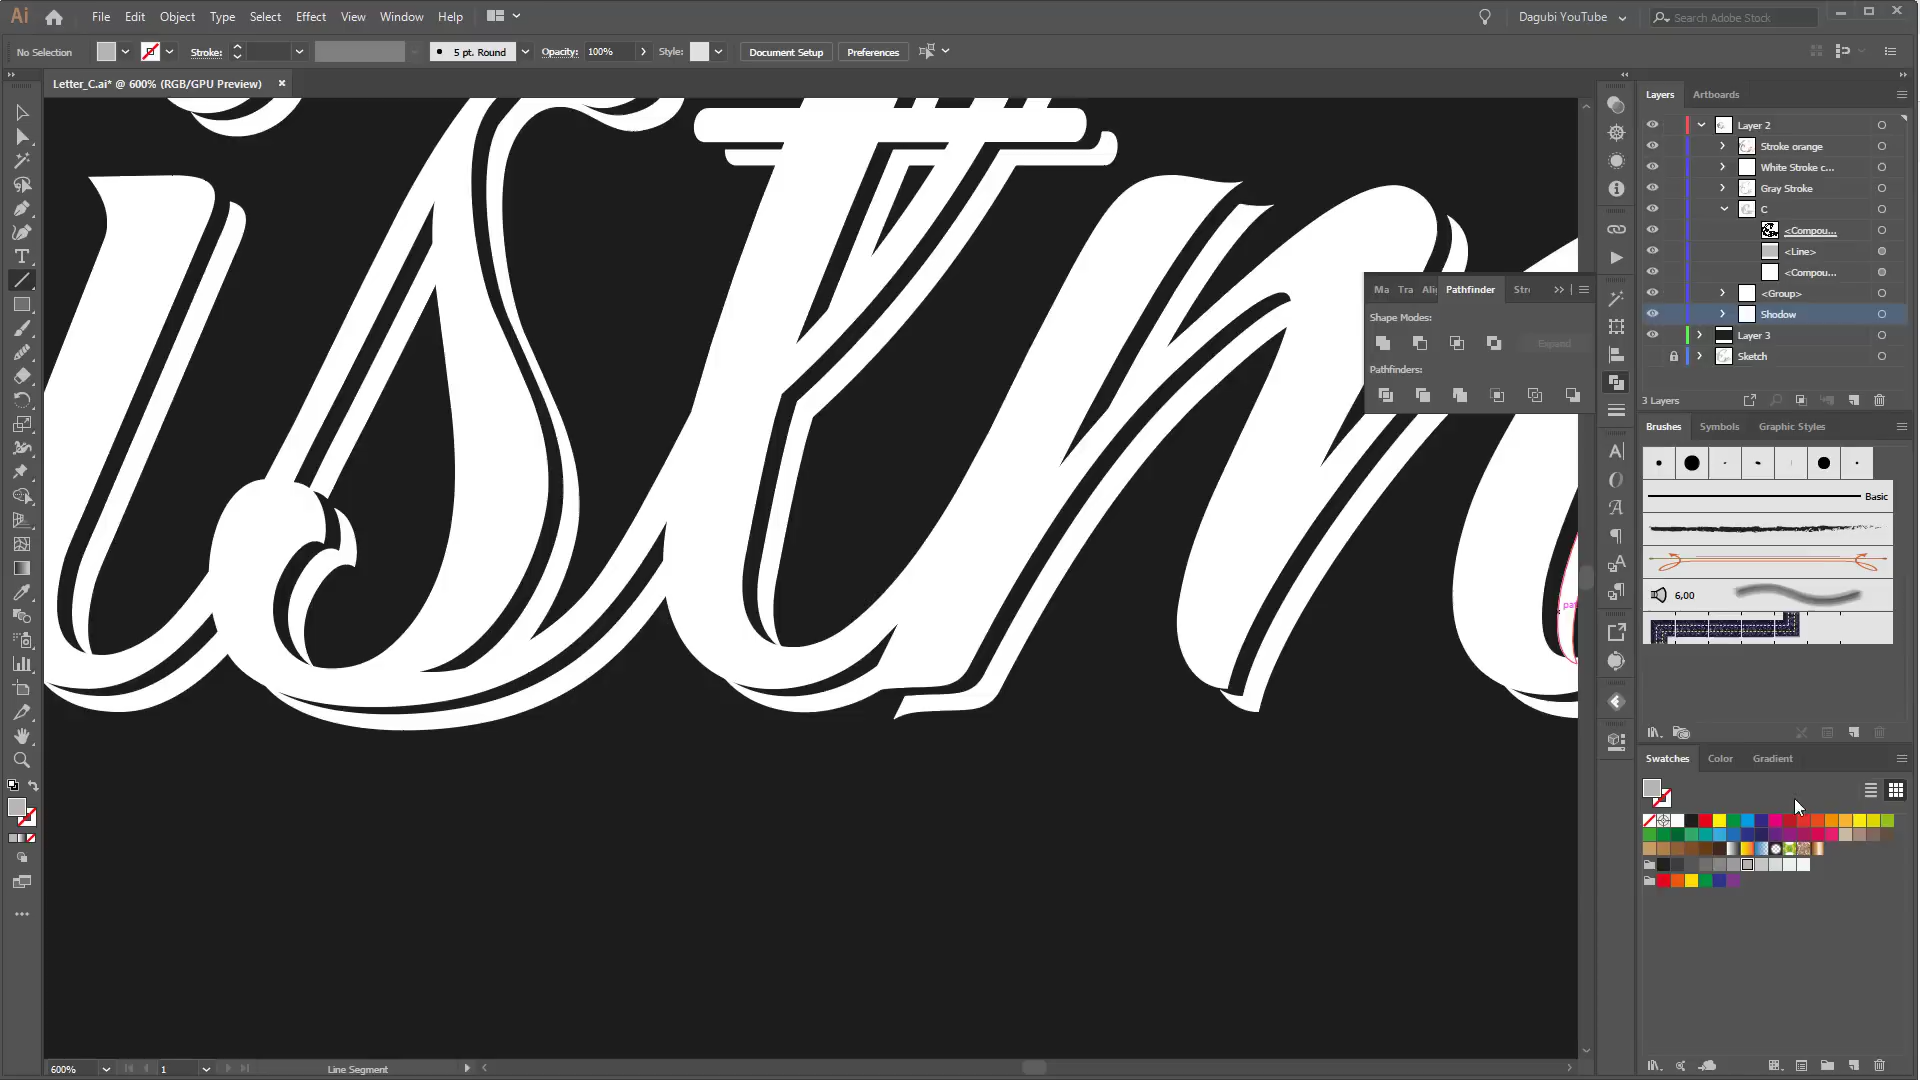 Ai File Edit Object Type Select Effect View Window Help Dagubi YouTube Search Adobe Stock
No Selection Stroke: 5 pt. Round Opacity: 100% Style: Document Setup Preferences
Letter_C.ai* @ 600% (RGB/GPU Preview)
istm
Layers Artboards
Layer 2
Stroke orange
White Stroke c...
Gray Stroke
C
<Compou...
<Line>
<Compou...
<Group>
Shodow
Layer 3
Sketch
3 Layers
Ma Tra Ali Pathfinder Str
Shape Modes:
Expand
Pathfinders:
Brushes Symbols Graphic Styles
Basic
6,00
Swatches Color Gradient
600% 1 Line Segment